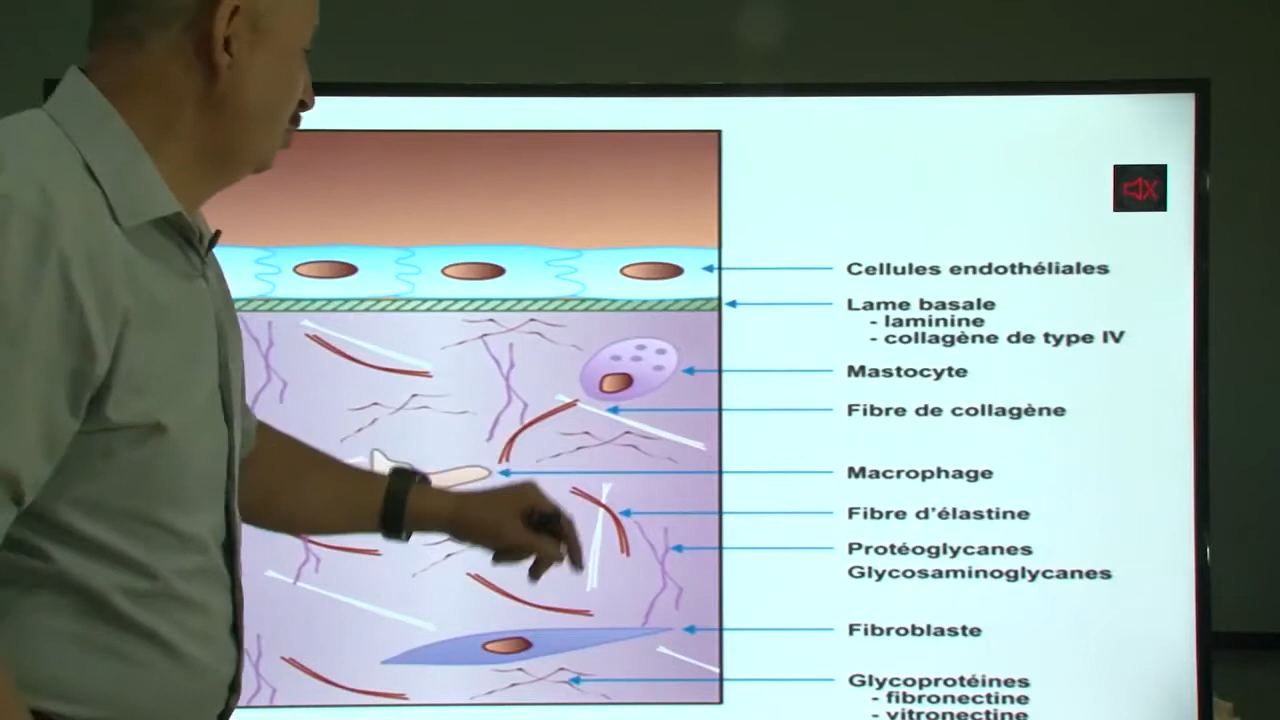 Cellules endothéliales
Lame basale
- laminine
- collagène de type IV
Mastocyte
Fibre de collagène
Macrophage
Fibre d'élastine
Protéoglycanes
Glycosaminoglycanes
Fibroblaste
Glycoprotéines
- fibronectine
- vitronectine